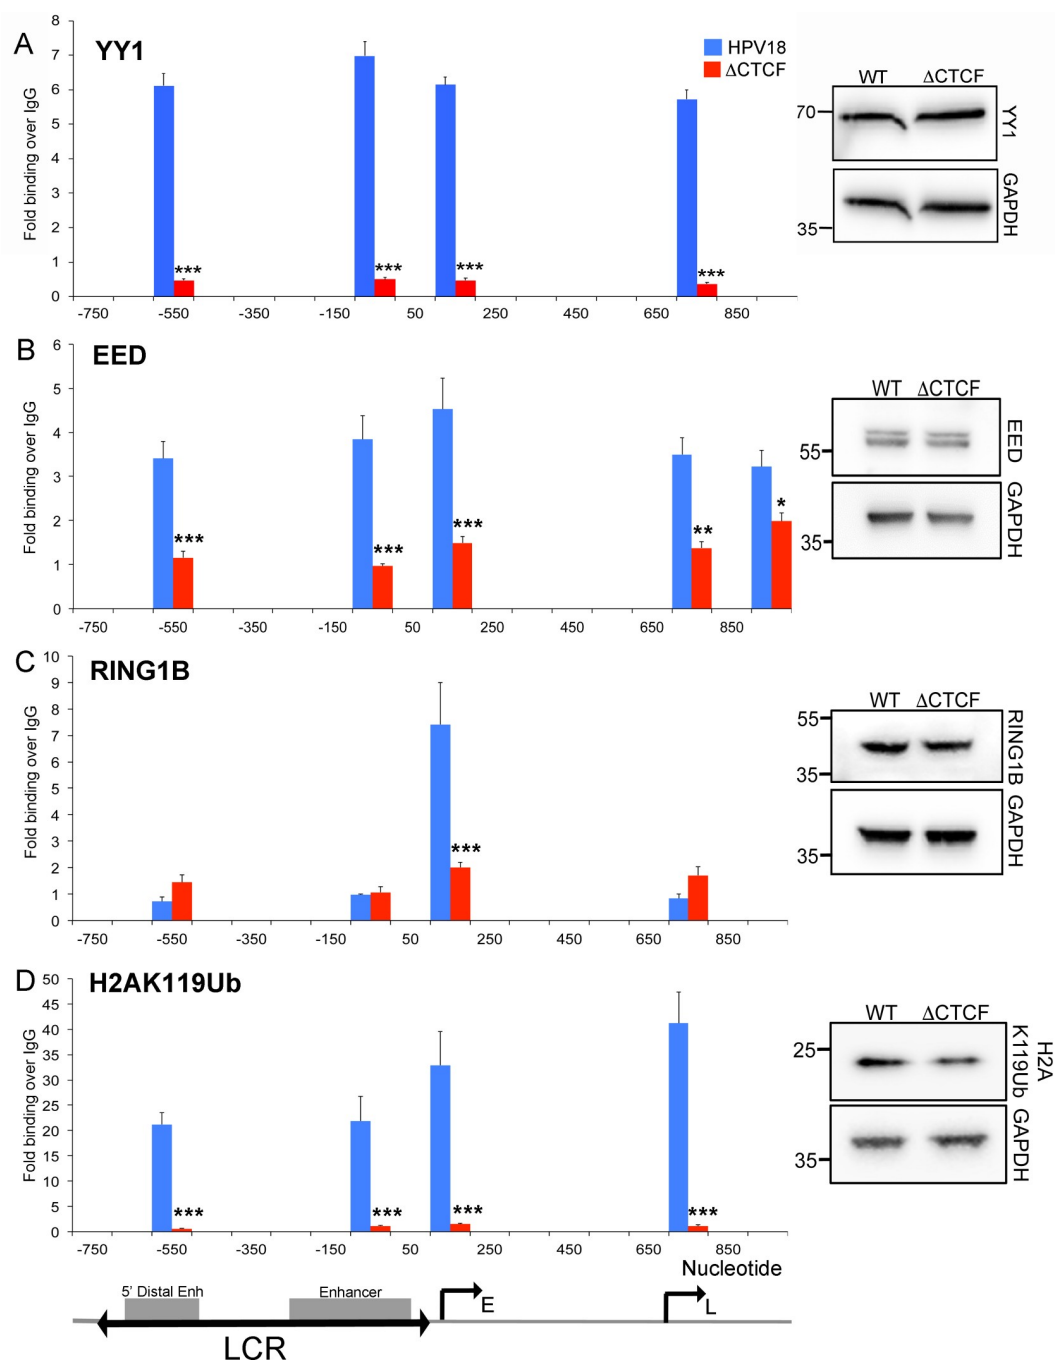 A
YY1
HPV18
ΔCTCF
Fold binding over IgG
8
7
6
5
4
3
2
1
0
*** *** *** ***
-750 -550 -350 -150 50 250 450 650 850
WT ΔCTCF
70
YY1
35
GAPDH
B
EED
Fold binding over IgG
6
5
4
3
2
1
0
*** *** *** ** *
-750 -550 -350 -150 50 250 450 650 850
WT ΔCTCF
55
EED
35
GAPDH
C
RING1B
Fold binding over IgG
10
9
8
7
6
5
4
3
2
1
0
***
-750 -550 -350 -150 50 250 450 650 850
WT ΔCTCF
55
35
RING1B
35
GAPDH
D
H2AK119Ub
Fold binding over IgG
50
45
40
35
30
25
20
15
10
5
0
*** *** *** ***
-750 -550 -350 -150 50 250 450 650 850
Nucleotide
WT ΔCTCF
25
H2A
K119Ub
35
GAPDH
5' Distal Enh
Enhancer
E
L
LCR